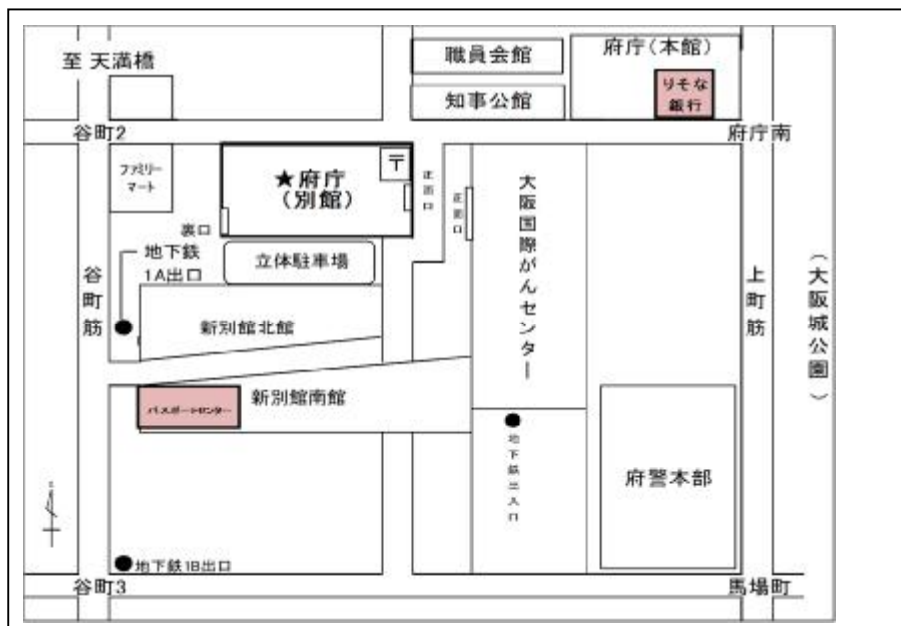 至 天満橋
職員会館
府庁(本館)
りそな
銀行
知事公館
谷町2
府庁南
ファミリー
マート
★府庁
(別館)
〒
正面口
正面口
大阪国際がんセンター
裏口
地下鉄
1A出口
立体駐車場
谷町筋
上町筋
(大阪城公園)
新別館北館
新別館南館
パスポートセンター
地下鉄出入口
府警本部
地下鉄1B出口
谷町3
馬場町